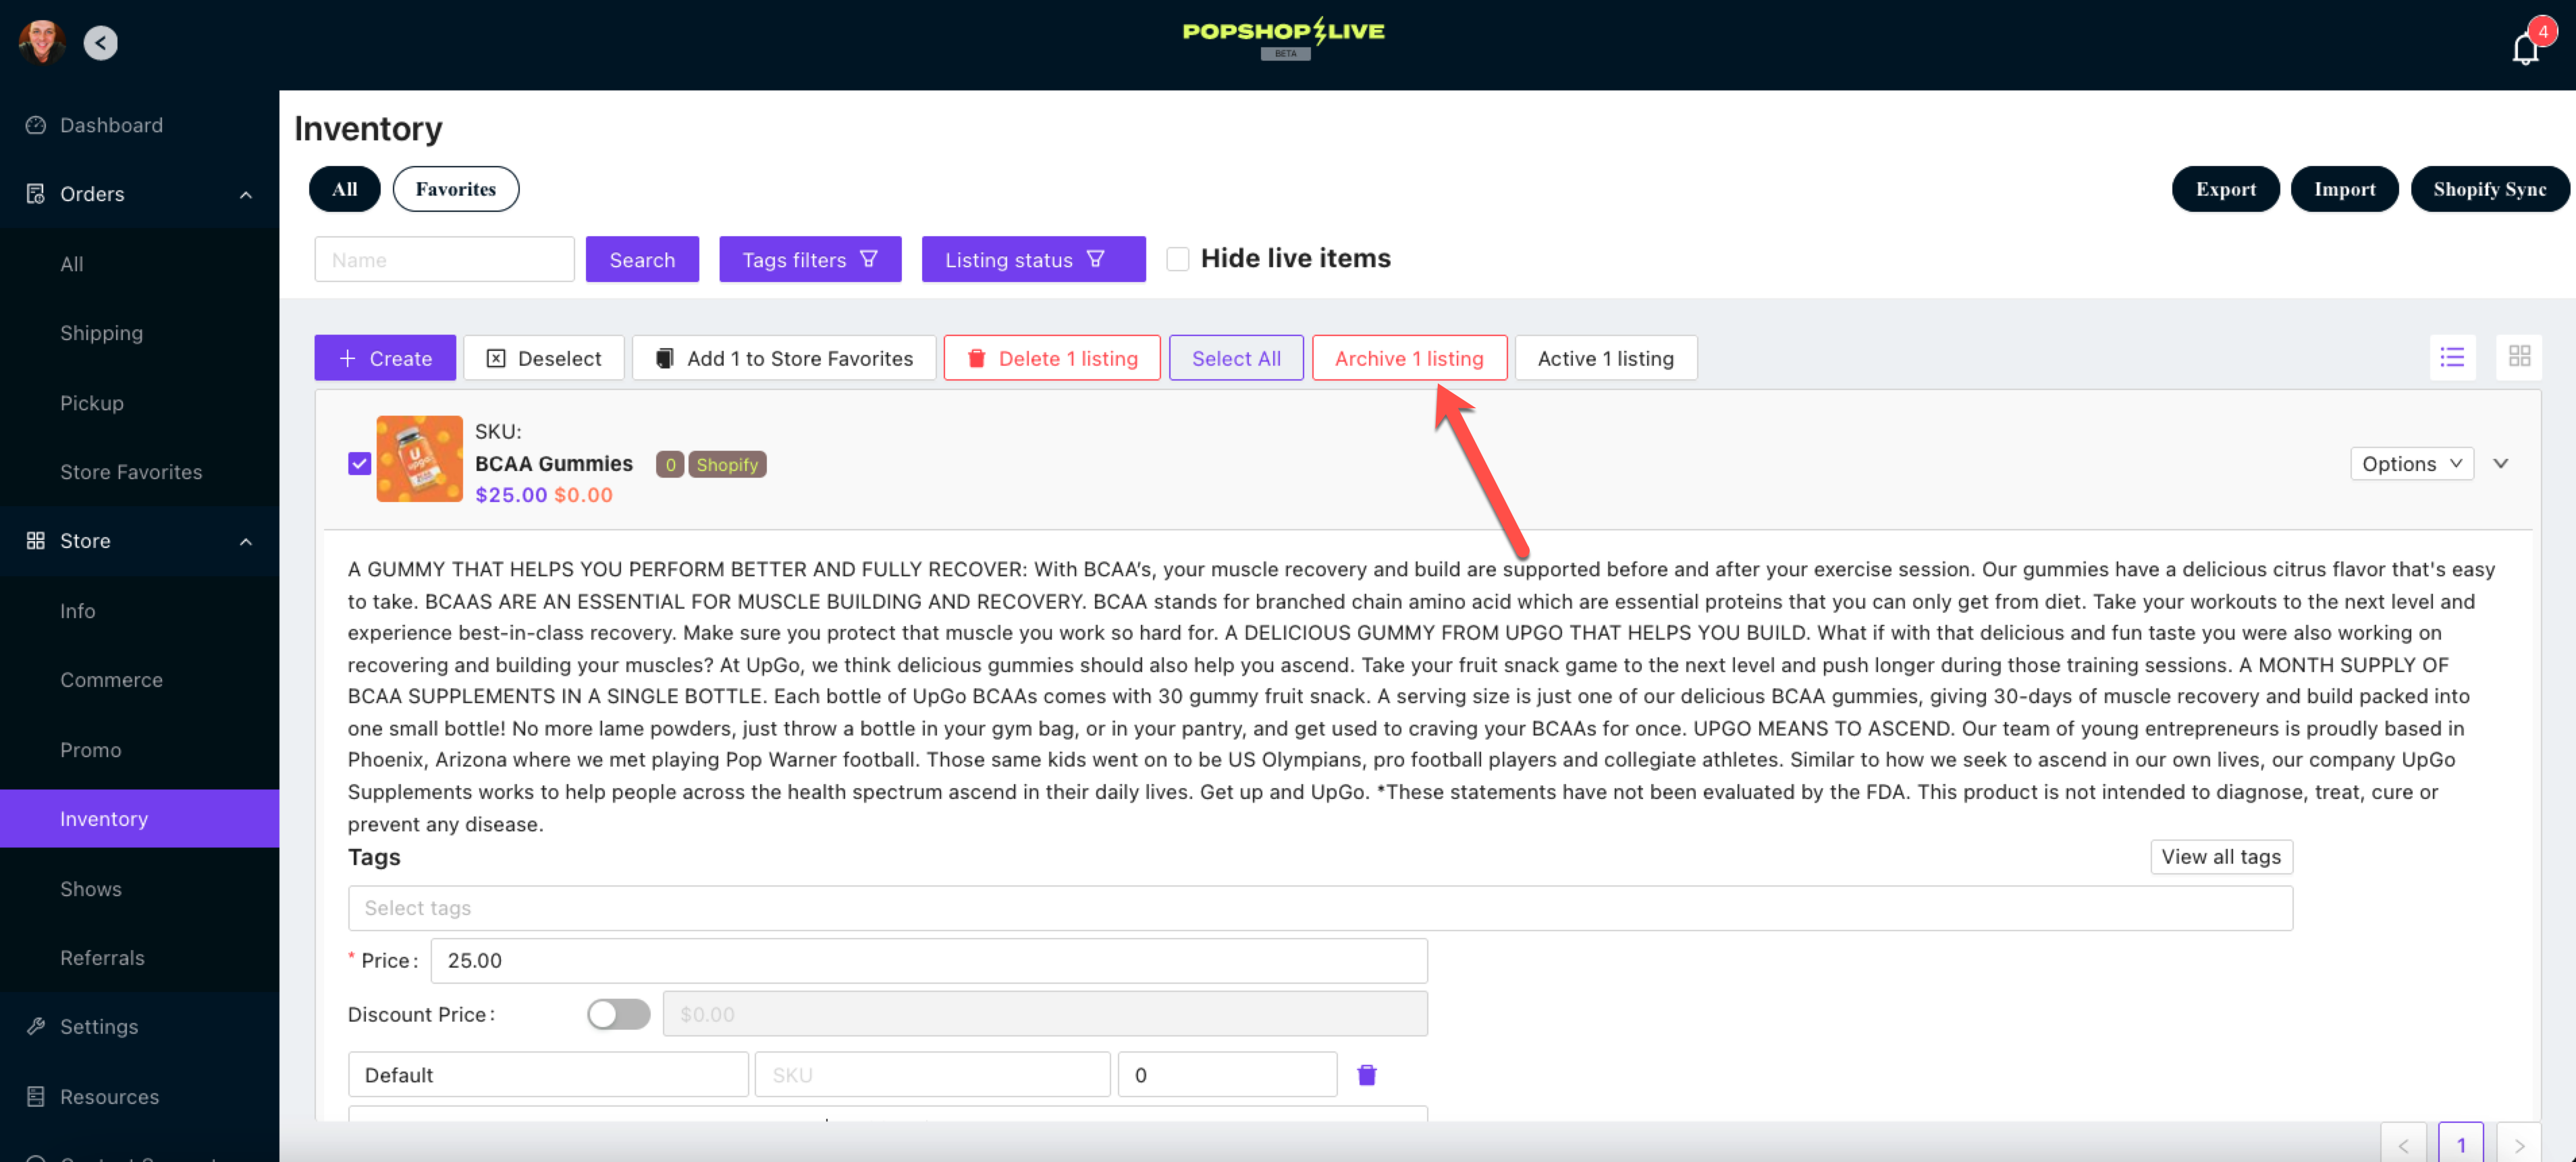 POPSHOP LIVE
BETA
4
Dashboard
Orders
All
Shipping
Pickup
Store Favorites
Store
Info
Commerce
Promo
Inventory
Shows
Referrals
Settings
Resources
Inventory
All
Favorites
Export
Import
Shopify Sync
Name
Search
Tags filters
Listing status
Hide live items
+ Create
Deselect
Add 1 to Store Favorites
Delete 1 listing
Select All
Archive 1 listing
Active 1 listing
SKU:
BCAA Gummies 0 Shopify
$25.00 $0.00
Options
A GUMMY THAT HELPS YOU PERFORM BETTER AND FULLY RECOVER: With BCAA’s, your muscle recovery and build are supported before and after your exercise session. Our gummies have a delicious citrus flavor that's easy
to take. BCAAS ARE AN ESSENTIAL FOR MUSCLE BUILDING AND RECOVERY. BCAA stands for branched chain amino acid which are essential proteins that you can only get from diet. Take your workouts to the next level and
experience best-in-class recovery. Make sure you protect that muscle you work so hard for. A DELICIOUS GUMMY FROM UPGO THAT HELPS YOU BUILD. What if with that delicious and fun taste you were also working on
recovering and building your muscles? At UpGo, we think delicious gummies should also help you ascend. Take your fruit snack game to the next level and push longer during those training sessions. A MONTH SUPPLY OF
BCAA SUPPLEMENTS IN A SINGLE BOTTLE. Each bottle of UpGo BCAAs comes with 30 gummy fruit snack. A serving size is just one of our delicious BCAA gummies, giving 30-days of muscle recovery and build packed into
one small bottle! No more lame powders, just throw a bottle in your gym bag, or in your pantry, and get used to craving your BCAAs for once. UPGO MEANS TO ASCEND. Our team of young entrepreneurs is proudly based in
Phoenix, Arizona where we met playing Pop Warner football. Those same kids went on to be US Olympians, pro football players and collegiate athletes. Similar to how we seek to ascend in our own lives, our company UpGo
Supplements works to help people across the health spectrum ascend in their daily lives. Get up and UpGo. *These statements have not been evaluated by the FDA. This product is not intended to diagnose, treat, cure or
prevent any disease.
Tags
View all tags
Select tags
* Price: 25.00
Discount Price: $0.00
Default SKU 0
< 1 >